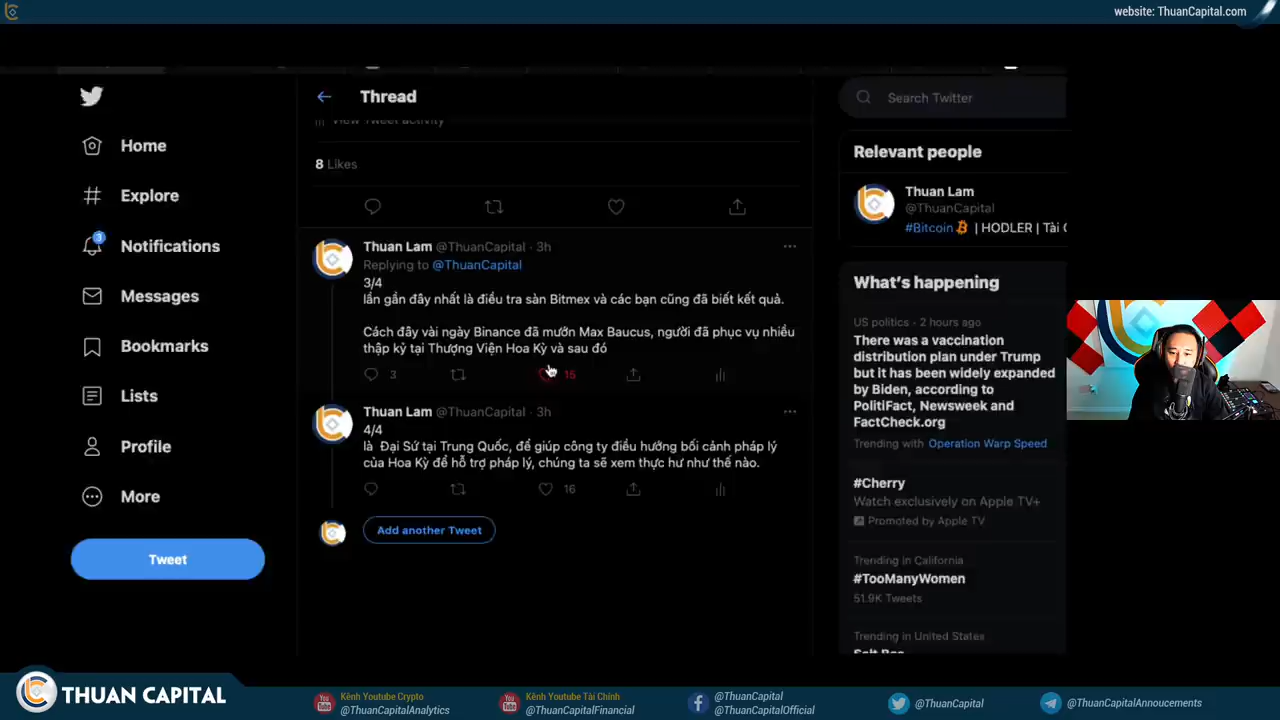 website: ThuanCapital.com
Home
Explore
3
Notifications
Messages
Bookmarks
Lists
Profile
More
Tweet
Thread
View Tweet activity
8 Likes
Thuan Lam @ThuanCapital · 3h
Replying to @ThuanCapital
3/4
lần gần đây nhất là điều tra sàn Bitmex và các bạn cũng đã biết kết quả.
Cách đây vài ngày Binance đã mướn Max Baucus, người đã phục vụ nhiều
thập kỷ tại Thượng Viện Hoa Kỳ và sau đó
3 15
Thuan Lam @ThuanCapital · 3h
4/4
là Đại Sứ tại Trung Quốc, để giúp công ty điều hướng bối cảnh pháp lý
của Hoa Kỳ để hỗ trợ pháp lý, chúng ta sẽ xem thực hư như thế nào.
16
Add another Tweet
Search Twitter
Relevant people
Thuan Lam
@ThuanCapital
#Bitcoin | HODLER | Tài
What's happening
US politics · 2 hours ago
There was a vaccination
distribution plan under Trump
but it has been widely expanded
by Biden, according to
PolitiFact, Newsweek and
FactCheck.org
Trending with Operation Warp Speed
#Cherry
Watch exclusively on Apple TV+
Promoted by Apple TV
Trending in California
#TooManyWomen
51.9K Tweets
Trending in United States
THUAN CAPITAL
Kênh Youtube Crypto
@ThuanCapitalAnalytics
Kênh Youtube Tài Chính
@ThuanCapitalFinancial
@ThuanCapital
@ThuanCapitalOfficial
@ThuanCapital
@ThuanCapitalAnnoucements